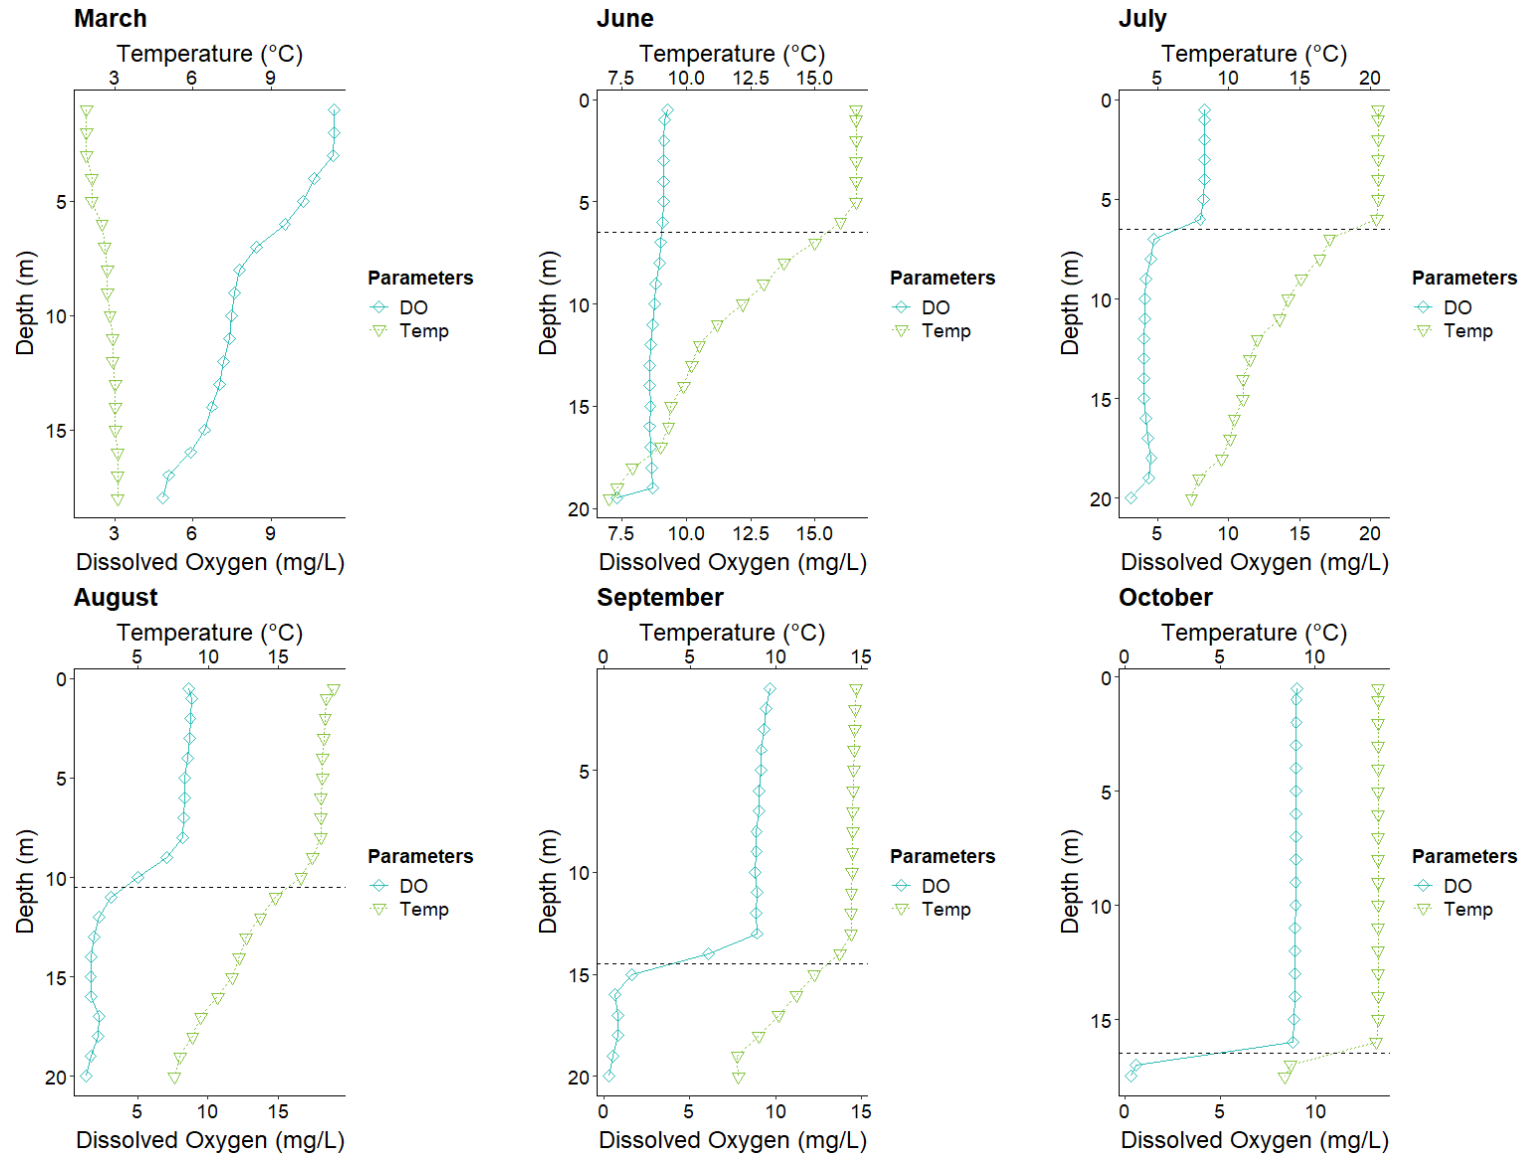 March
Temperature (°C)
3 6 9
Depth (m)
5
10
15
3 6 9
Dissolved Oxygen (mg/L)
Parameters
DO
Temp
June
Temperature (°C)
7.5 10.0 12.5 15.0
Depth (m)
0
5
10
15
20
7.5 10.0 12.5 15.0
Dissolved Oxygen (mg/L)
Parameters
DO
Temp
July
Temperature (°C)
5 10 15 20
Depth (m)
0
5
10
15
20
5 10 15 20
Dissolved Oxygen (mg/L)
Parameters
DO
Temp
August
Temperature (°C)
5 10 15
Depth (m)
0
5
10
15
20
5 10 15
Dissolved Oxygen (mg/L)
Parameters
DO
Temp
September
Temperature (°C)
0 5 10 15
Depth (m)
5
10
15
20
0 5 10 15
Dissolved Oxygen (mg/L)
Parameters
DO
Temp
October
Temperature (°C)
0 5 10
Depth (m)
0
5
10
15
0 5 10
Dissolved Oxygen (mg/L)
Parameters
DO
Temp